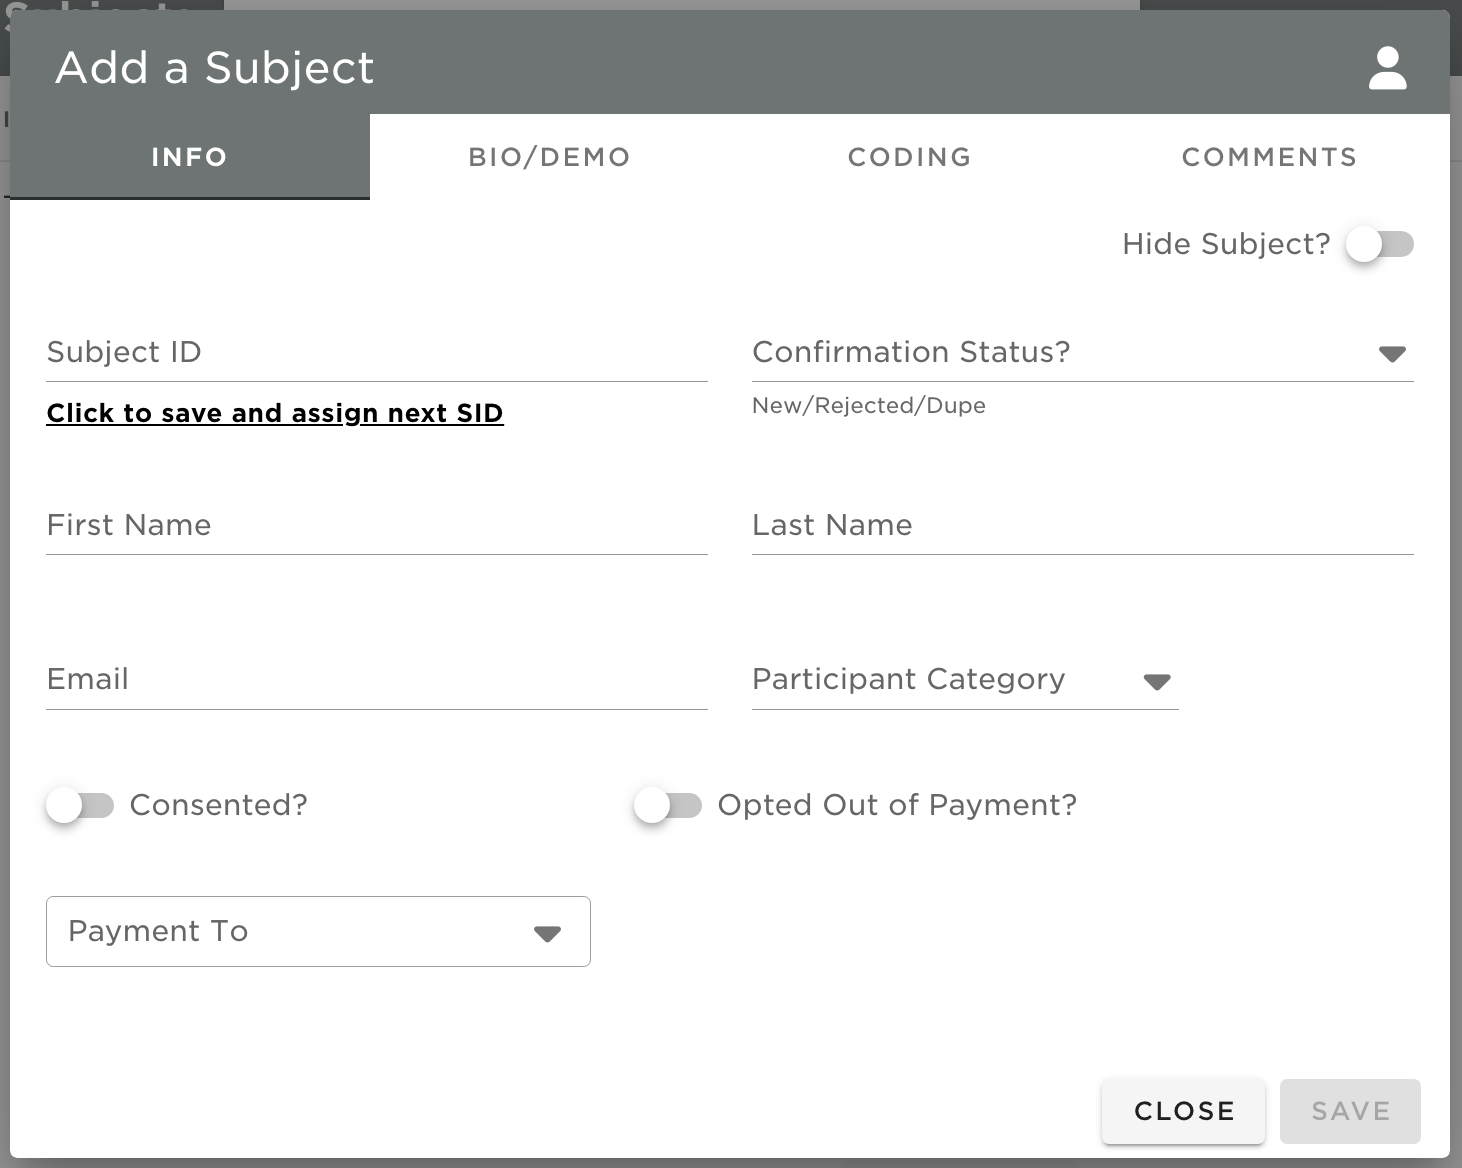 Subjects
Add a Subject
INFO
BIO/DEMO
CODING
COMMENTS
Hide Subject?
Subject ID
Confirmation Status?
Click to save and assign next SID
New/Rejected/Dupe
First Name
Last Name
Email
Participant Category
Consented?
Opted Out of Payment?
Payment To
CLOSE
SAVE